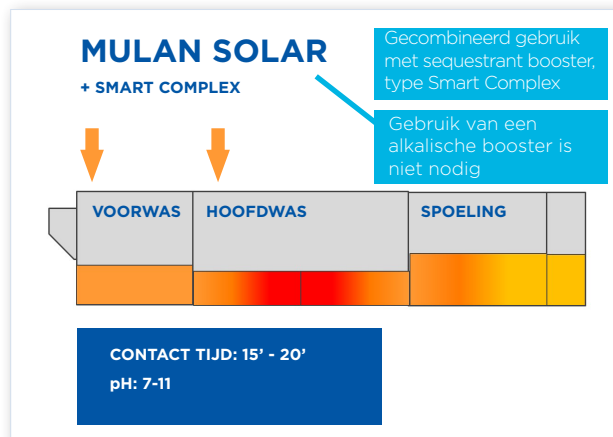 MULAN SOLAR
+ SMART COMPLEX
Gecombineerd gebruik
met sequestrant booster,
type Smart Complex
Gebruik van een
alkalische booster is
niet nodig
VOORWAS
HOOFDWAS
SPOELING
CONTACT TIJD: 15' - 20'
pH: 7-11